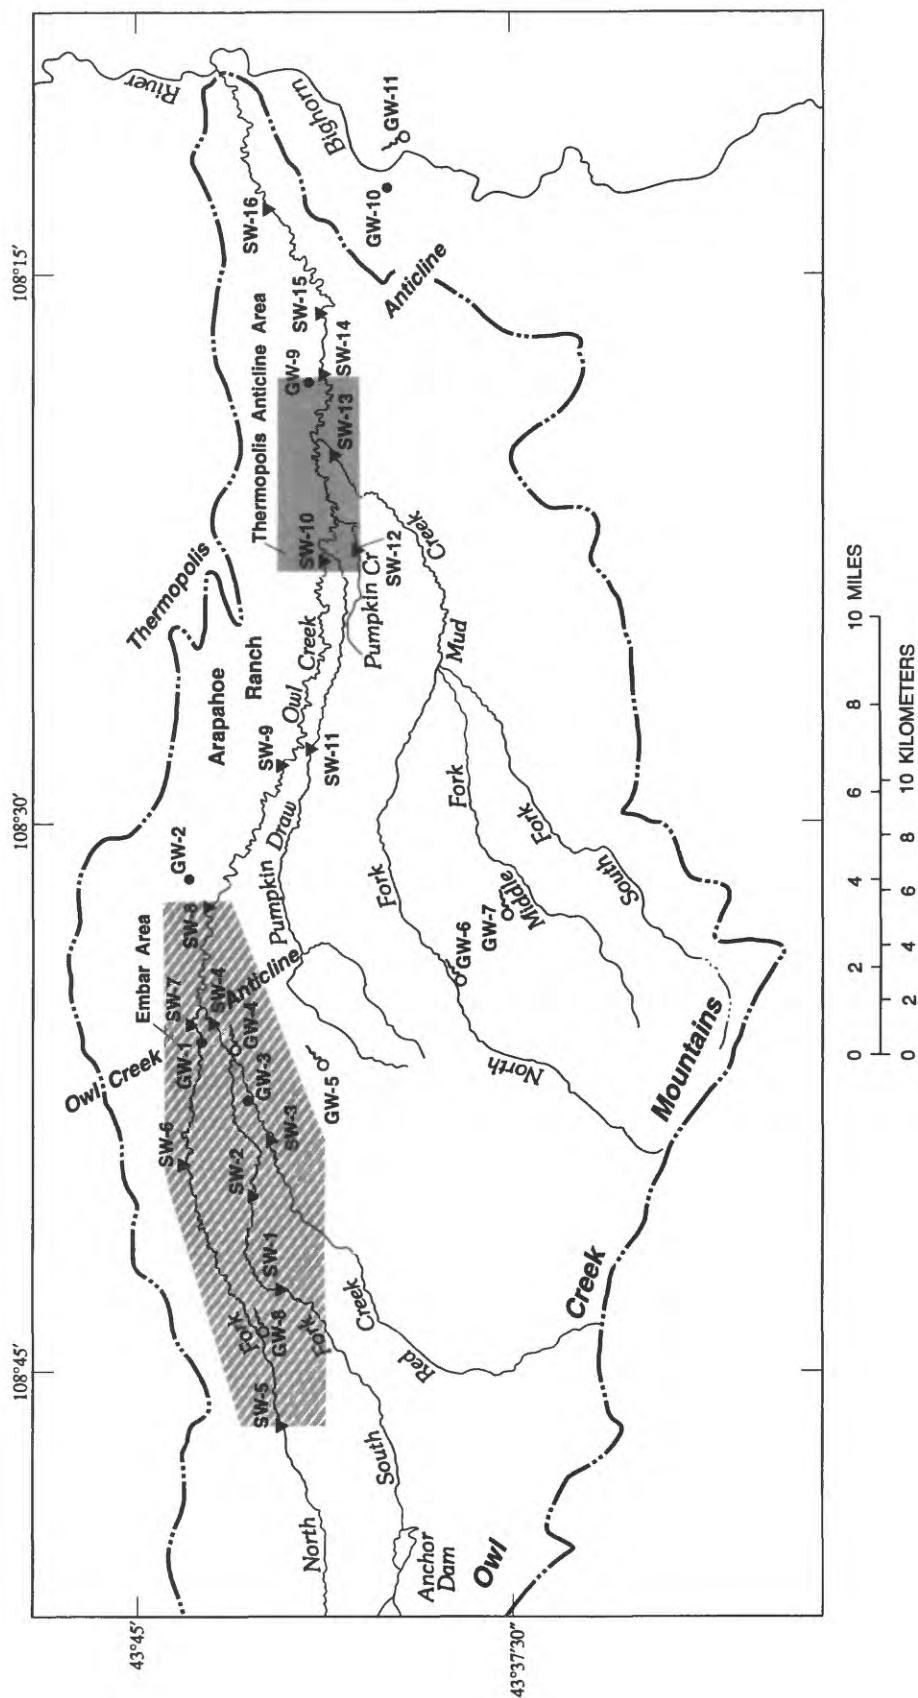 108°45′
108°30′
108°15′
43°45′
43°37′30″
Owl Creek
Anticline
Embar Area
SW-7
SW-6
GW-1
SW-4
SW-8
GW-2
GW-4
GW-3
SW-3
SW-2
SW-1
GW-8
SW-5
Fork
Fork
North
South
Anchor
Dam
GW-5
Red
Creek
Owl
Creek
Mountains
Arapahoe
Ranch
Thermopolis
Anticline
Owl
Creek
SW-9
SW-11
Pumpkin
Draw
Pumpkin Cr
SW-10
SW-12
SW-13
SW-14
Thermopolis Anticline Area
GW-9
SW-15
SW-16
River
Bighorn
GW-11
GW-10
Mud
Creek
Fork
North
GW-6
GW-7
Middle
Fork
South
Fork
0 2 4 6 8 10 MILES
0 2 4 6 8 10 KILOMETERS